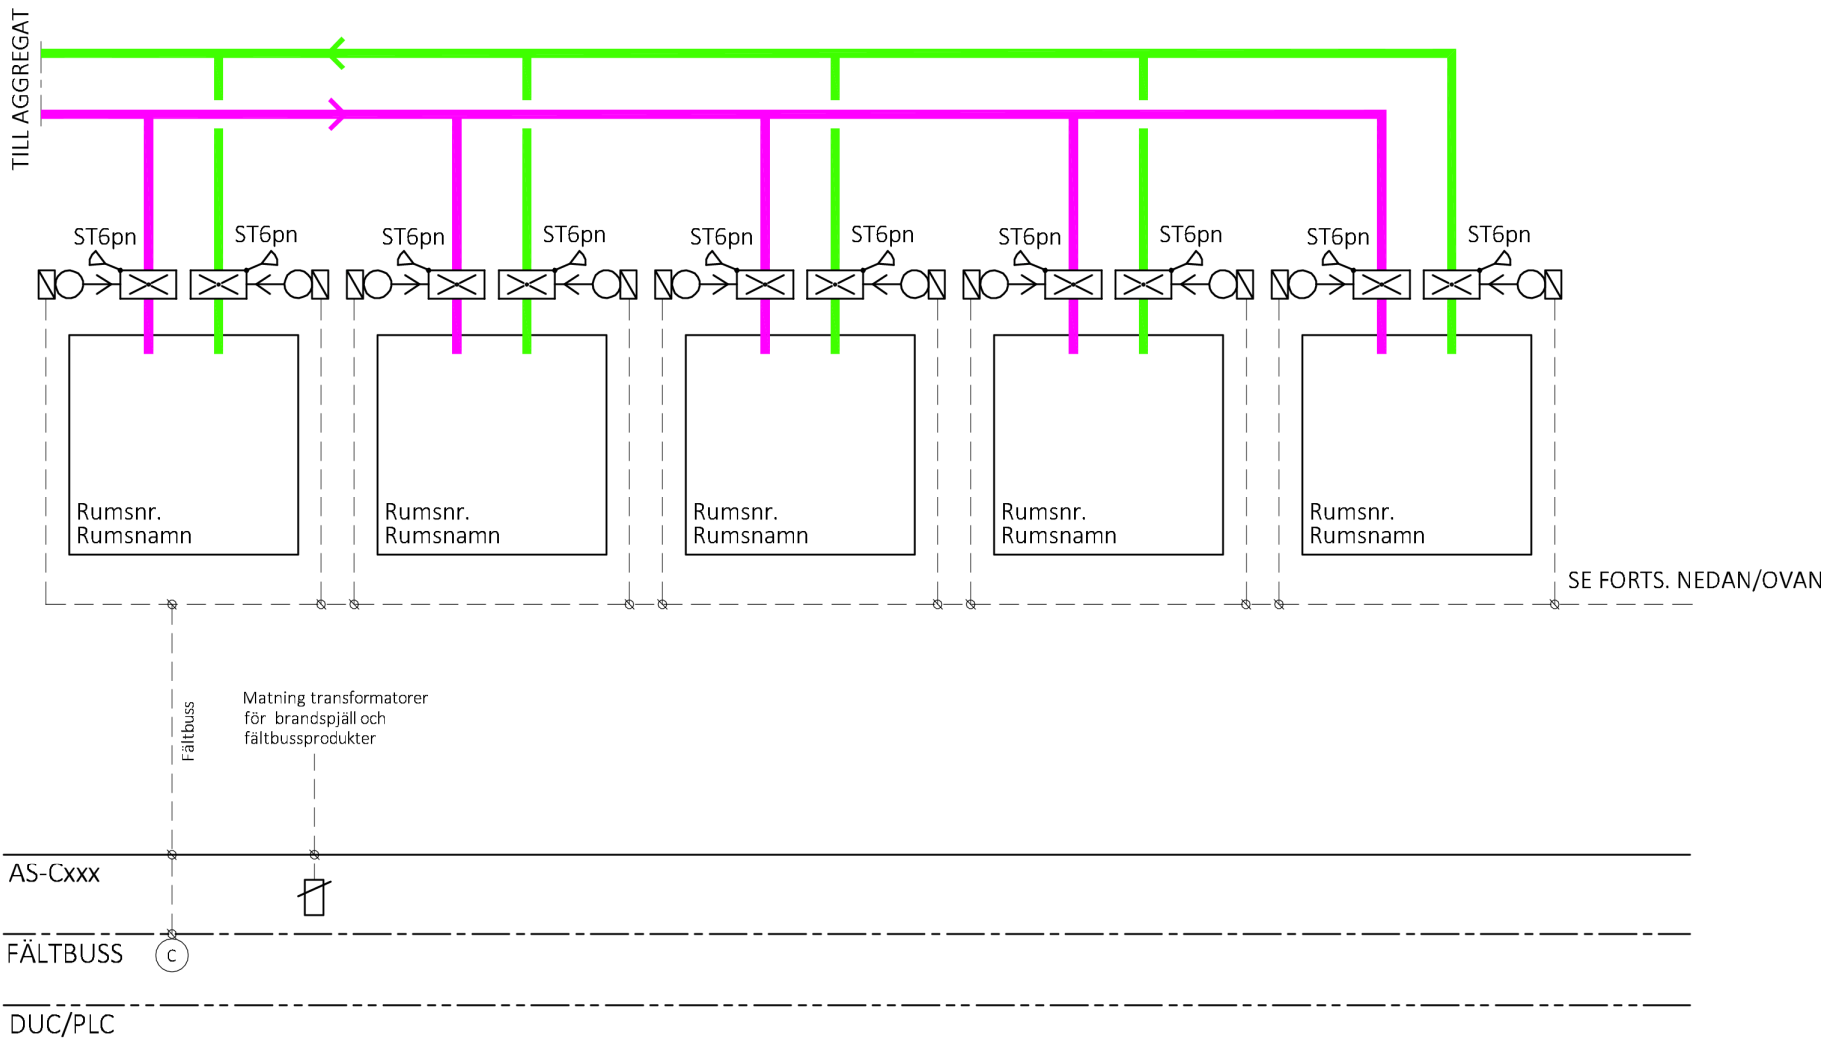 TILL AGGREGAT
ST6pn
ST6pn
ST6pn
ST6pn
ST6pn
ST6pn
ST6pn
ST6pn
ST6pn
ST6pn
Rumsnr.
Rumsnamn
Rumsnr.
Rumsnamn
Rumsnr.
Rumsnamn
Rumsnr.
Rumsnamn
Rumsnr.
Rumsnamn
SE FORTS. NEDAN/OVAN
Fältbuss
Matning transformatorer
för brandspjäll och
fältbussprodukter
AS-Cxxx
FÄLTBUSS
C
DUC/PLC